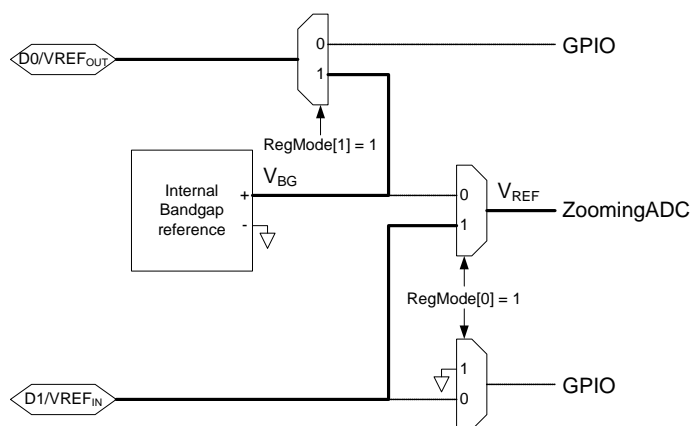 0
GPIO
D0/VREFOUT
1
RegMode[1] = 1
VBG
Internal
Bandgap
reference
+
-
0
1
VREF
ZoomingADC
RegMode[0] = 1
1
0
GPIO
D1/VREFIN